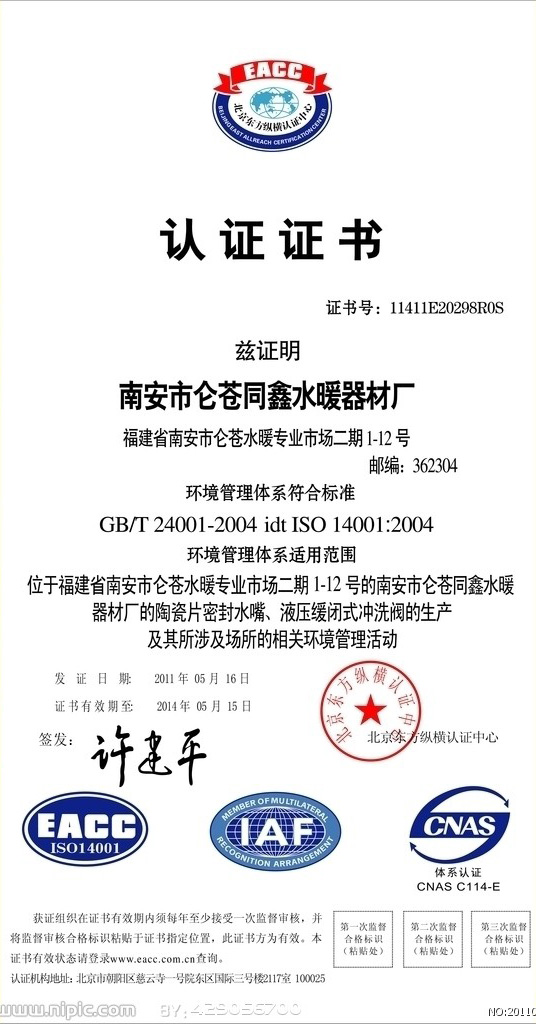 EACC
北京东方纵横认证中心
BEIJING EAST ALLREACH CERTIFICATION CENTER
认证证书
证书号：11411E20298R0S
兹证明
南安市仑苍同鑫水暖器材厂
福建省南安市仑苍水暖专业市场二期 1-12 号
邮编：362304
环境管理体系符合标准
GB/T 24001-2004 idt ISO 14001:2004
环境管理体系适用范围
位于福建省南安市仑苍水暖专业市场二期 1-12 号的南安市仑苍同鑫水暖
器材厂的陶瓷片密封水嘴、液压缓闭式冲洗阀的生产
及其所涉及场所的相关环境管理活动
发证日期：2011 年 05 月 16 日
证书有效期至：2014 年 05 月 15 日
签发：许建平
北京东方纵横认证中心
北京东方纵横认证中心
EACC
ISO14001
MEMBER OF MULTILATERAL
IAF
RECOGNITION ARRANGEMENT
CNAS
体系认证
CNAS C114-E
获证组织在证书有效期内须每年至少接受一次监督审核，并
将监督审核合格标识粘贴于证书指定位置，此证书方为有效。本
证书有效状态请登录www.eacc.com.cn查询。
认证机构地址：北京市朝阳区慈云寺一号院东区国际三号楼2117室 100025
第一次监督
合格标识
（粘贴处）
第二次监督
合格标识
（粘贴处）
第三次监督
合格标识
（粘贴处）
www.nipic.com
BY: 429056700
NO:20110